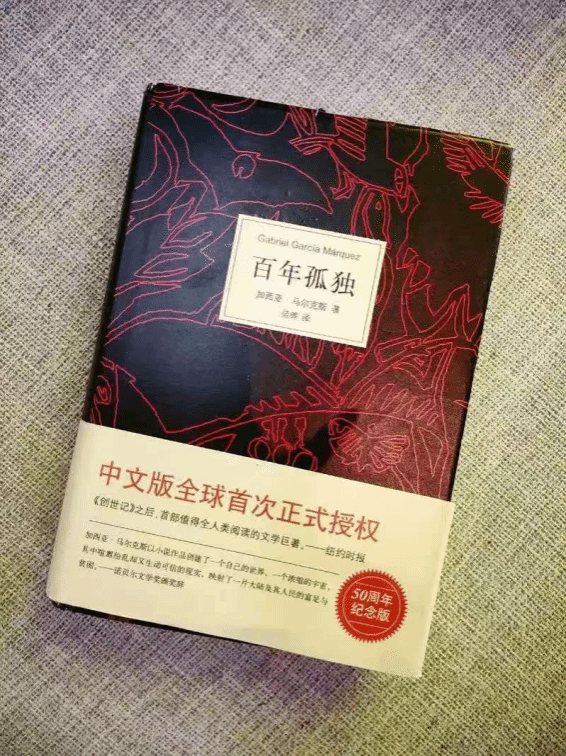 Gabriel García Márquez
百年孤独
加西亚·马尔克斯 著
范晔 译
中文版全球首次正式授权
《创世记》之后，首部值得全人类阅读的文学巨著。——纽约时报
加西亚·马尔克斯以小说作品创建了一个自己的世界，一个浓缩的宇宙，
其中喧嚣纷乱却又生动可信的现实，映射了一片大陆及其人民的富足与
贫困。——诺贝尔文学奖颁奖辞
50周年
纪念版